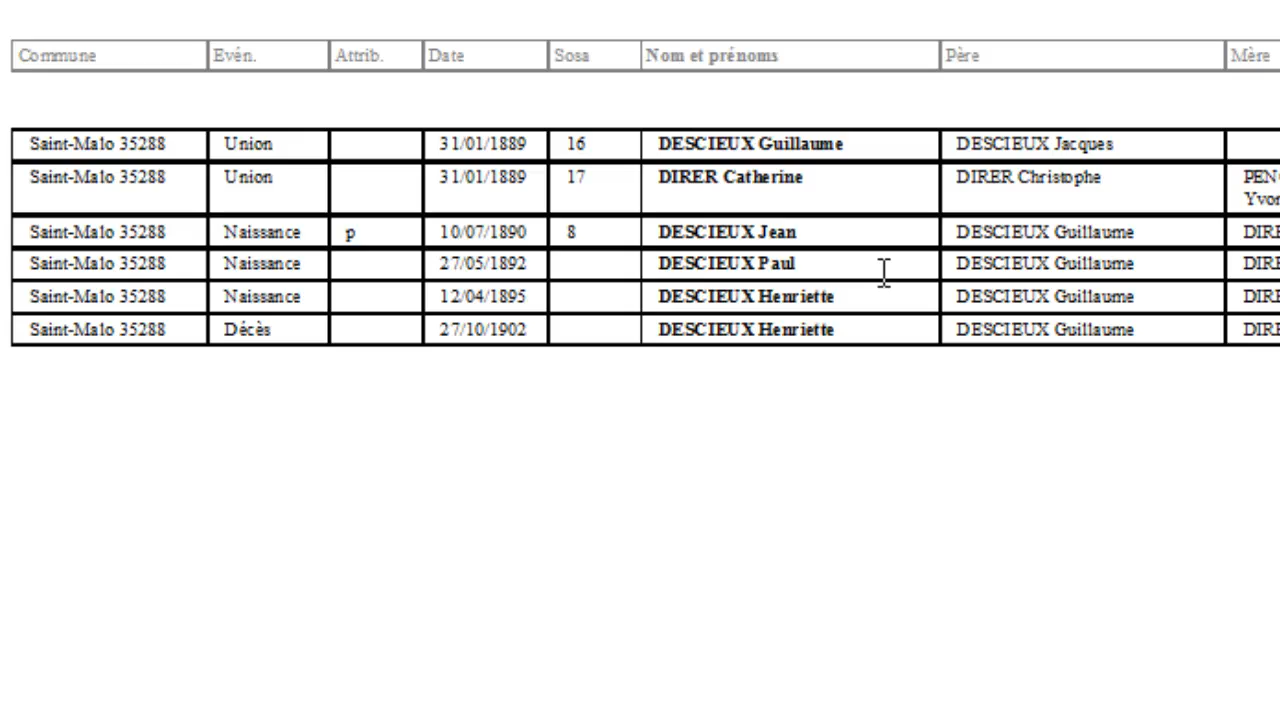 Commune Evén. Attrib. Date Sosa Nom et prénoms Père Mère
Saint-Malo 35288 Union 31/01/1889 16 DESCIEUX Guillaume DESCIEUX Jacques
Saint-Malo 35288 Union 31/01/1889 17 DIRER Catherine DIRER Christophe
Saint-Malo 35288 Naissance p 10/07/1890 8 DESCIEUX Jean DESCIEUX Guillaume
Saint-Malo 35288 Naissance 27/05/1892 DESCIEUX Paul DESCIEUX Guillaume
Saint-Malo 35288 Naissance 12/04/1895 DESCIEUX Henriette DESCIEUX Guillaume
Saint-Malo 35288 Décès 27/10/1902 DESCIEUX Henriette DESCIEUX Guillaume